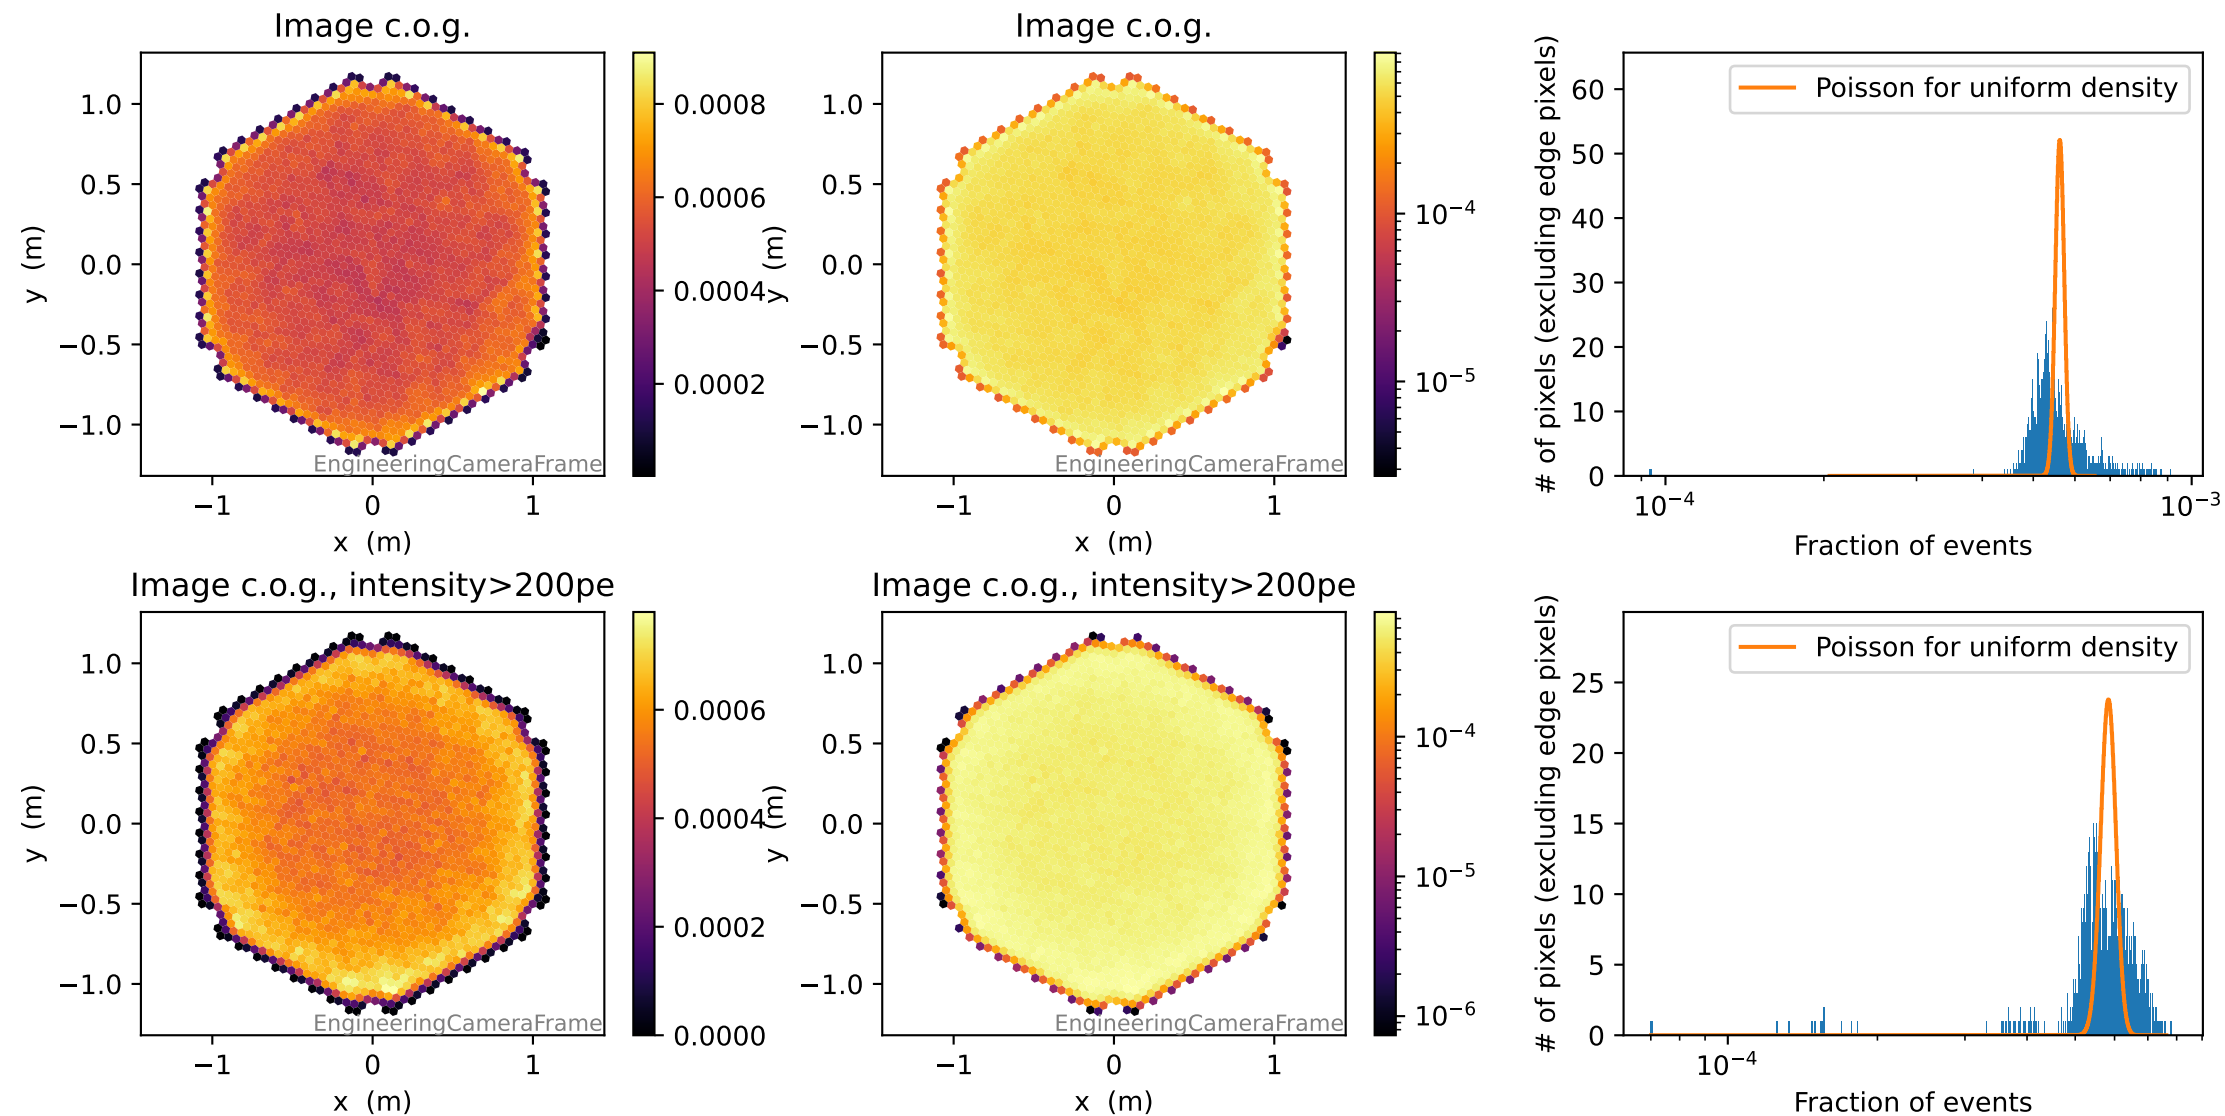 Image c.o.g.
y (m)
1.0
0.5
0.0
−0.5
−1.0
−1
0
1
x (m)
EngineeringCameraFrame
0.0008
0.0006
0.0004
0.0002
Image c.o.g.
y (m)
1.0
0.5
0.0
−0.5
−1.0
−1
0
1
x (m)
EngineeringCameraFrame
10−4
10−5
# of pixels (excluding edge pixels)
60
50
40
30
20
10
0
Poisson for uniform density
10−4
10−3
Fraction of events
Image c.o.g., intensity>200pe
y (m)
1.0
0.5
0.0
−0.5
−1.0
−1
0
1
x (m)
EngineeringCameraFrame
0.0006
0.0004
0.0002
0.0000
Image c.o.g., intensity>200pe
y (m)
1.0
0.5
0.0
−0.5
−1.0
−1
0
1
x (m)
EngineeringCameraFrame
10−4
10−5
10−6
# of pixels (excluding edge pixels)
25
20
15
10
5
0
Poisson for uniform density
10−4
Fraction of events